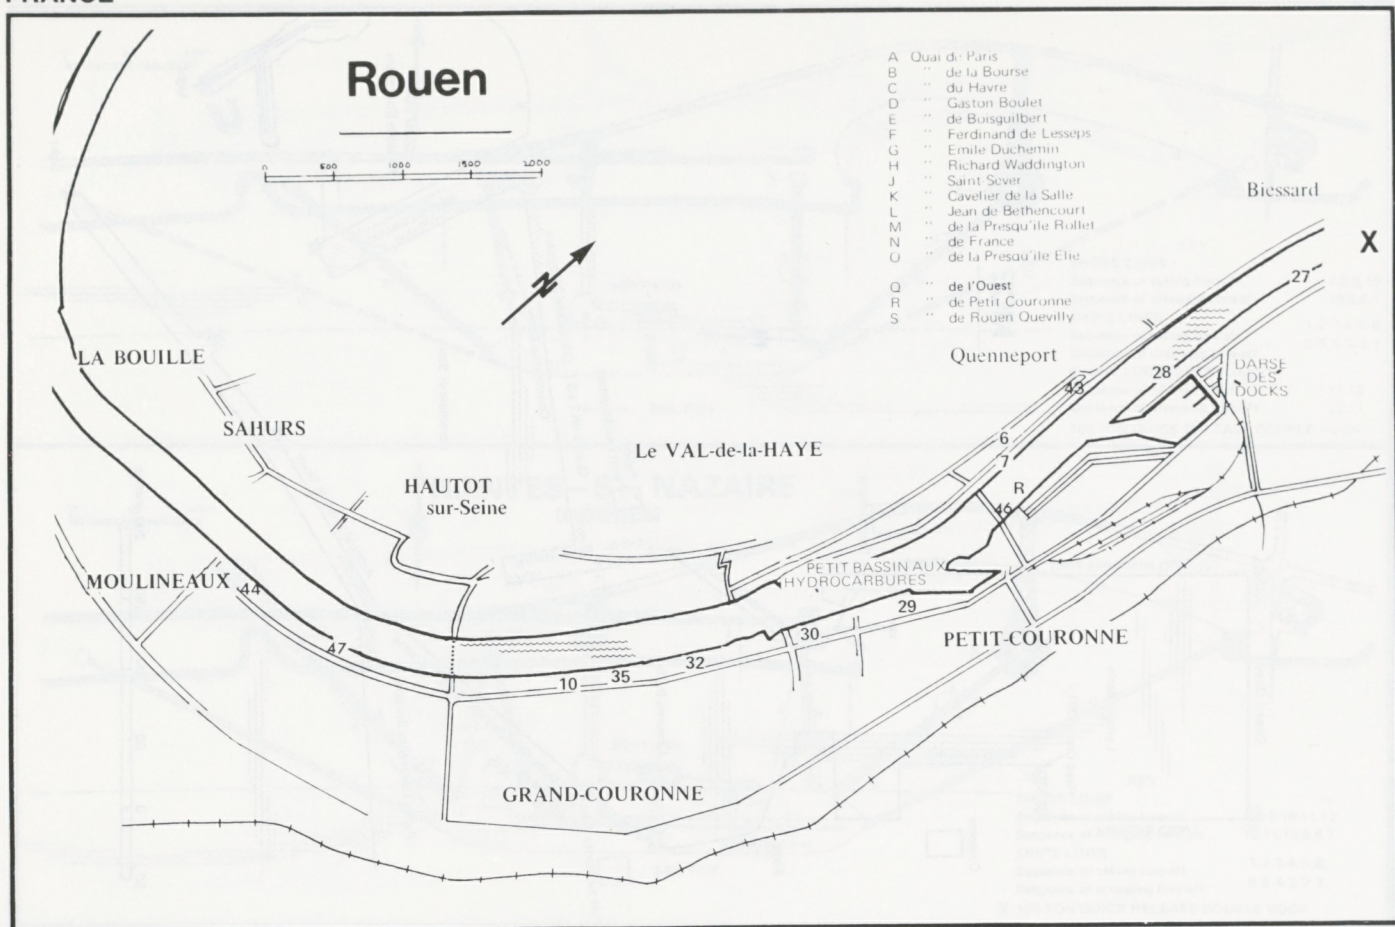 FRANCE
Rouen
0 500 1000 1500 2000
N
A Quai de Paris
B " de la Bourse
C " du Havre
D " Gaston Boulet
E " de Boisguilbert
F " Ferdinand de Lesseps
G " Emile Duchemin
H " Richard Waddington
J " Saint-Sever
K " Cavelier de la Salle
L " Jean de Bethencourt
M " de la Presqu'ile Rollet
N " de France
O " de la Presqu'ile Elie
Q " de l'Ouest
R " de Petit Couronne
S " de Rouen Quevilly
Biessard
X
27
Quenneport
LA BOUILLE
28
DARSE
DES
DOCKS
43
SAHURS
6
Le VAL-de-la-HAYE
7
HAUTOT
sur-Seine
R
46
PETIT BASSIN AUX
HYDROCARBURES
MOULINEAUX
44
29
30
PETIT-COURONNE
47
32
35
10
GRAND-COURONNE